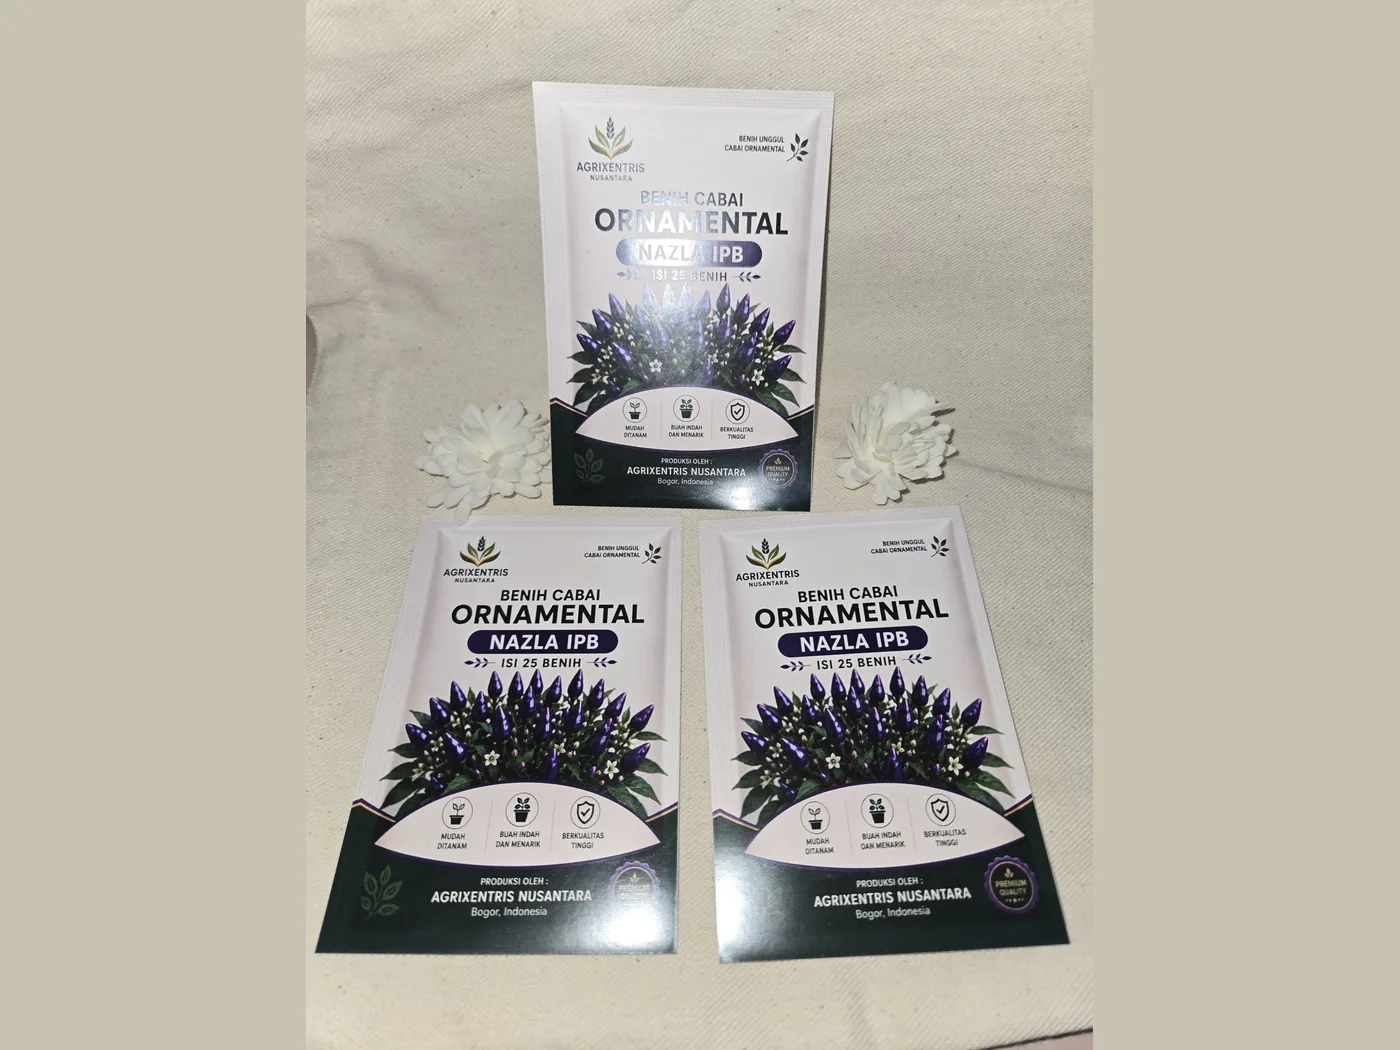 AGRIXENTRIS
NUSANTARA
BENIH UNGGUL
CABAI ORNAMENTAL
BENIH CABAI
ORNAMENTAL
NAZLA IPB
ISI 25 BENIH
MUDAH
DITANAM
BUAH INDAH
DAN MENARIK
BERKUALITAS
TINGGI
PRODUKSI OLEH :
AGRIXENTRIS NUSANTARA
Bogor, Indonesia
PREMIUM
QUALITY
AGRIXENTRIS
NUSANTARA
BENIH UNGGUL
CABAI ORNAMENTAL
BENIH CABAI
ORNAMENTAL
NAZLA IPB
ISI 25 BENIH
MUDAH
DITANAM
BUAH INDAH
DAN MENARIK
BERKUALITAS
TINGGI
PRODUKSI OLEH :
AGRIXENTRIS NUSANTARA
Bogor, Indonesia
PREMIUM
AGRIXENTRIS
NUSANTARA
BENIH UNGGUL
CABAI ORNAMENTAL
BENIH CABAI
ORNAMENTAL
NAZLA IPB
ISI 25 BENIH
MUDAH
DITANAM
BUAH INDAH
DAN MENARIK
BERKUALITAS
TINGGI
PRODUKSI OLEH :
AGRIXENTRIS NUSANTARA
Bogor, Indonesia
PREMIUM
QUALITY